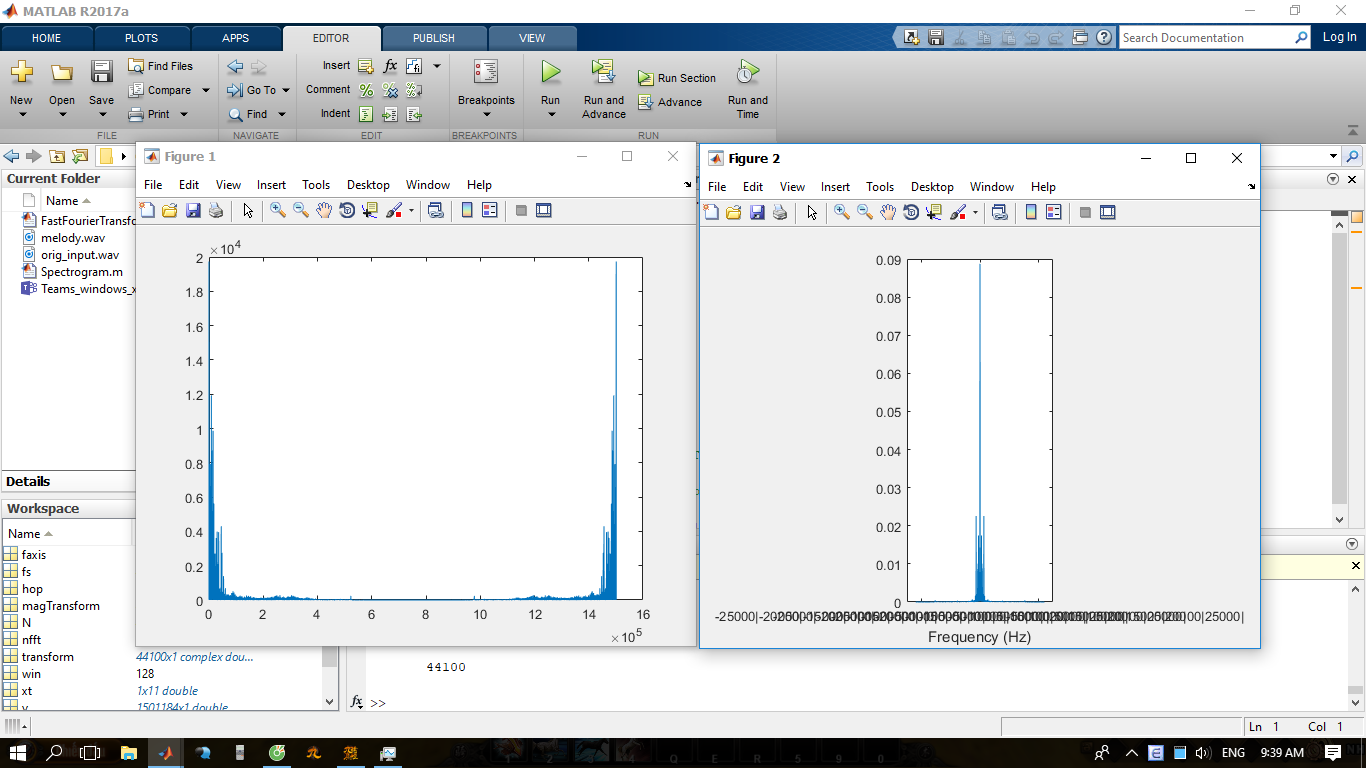 MATLAB R2017a
HOME PLOTS APPS EDITOR PUBLISH VIEW Search Documentation Log In
Find Files Insert fx
New Open Save Compare Go To Comment Breakpoints Run Run and Advance Run Section Advance Run and Time
Print Find Indent
FILE NAVIGATE EDIT BREAKPOINTS RUN
Current Folder
Name
FastFourierTransfo
melody.wav
orig_input.wav
Spectrogram.m
Teams_windows_x
Details
Workspace
Name
faxis
fs
hop
magTransform
N
nfft
transform 44100x1 complex dou...
win 128
xt 1x11 double
y 1501184x1 double
Figure 1
File Edit View Insert Tools Desktop Window Help
×10⁴
2
1.8
1.6
1.4
1.2
1
0.8
0.6
0.4
0.2
0
0 2 4 6 8 10 12 14 16
×10⁵
Figure 2
File Edit View Insert Tools Desktop Window Help
0.09
0.08
0.07
0.06
0.05
0.04
0.03
0.02
0.01
0
-25000|
25000|
Frequency (Hz)
44100
fx >>
Ln 1 Col 1
ENG 9:39 AM